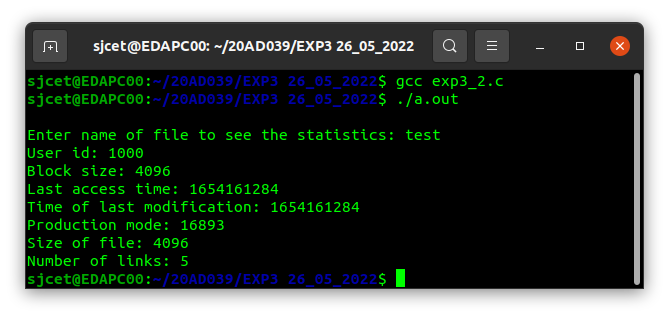 sjcet@EDAPC00: ~/20AD039/EXP3 26_05_2022
sjcet@EDAPC00:~/20AD039/EXP3 26_05_2022$ gcc exp3_2.c
sjcet@EDAPC00:~/20AD039/EXP3 26_05_2022$ ./a.out
Enter name of file to see the statistics: test
User id: 1000
Block size: 4096
Last access time: 1654161284
Time of last modification: 1654161284
Production mode: 16893
Size of file: 4096
Number of links: 5
sjcet@EDAPC00:~/20AD039/EXP3 26_05_2022$